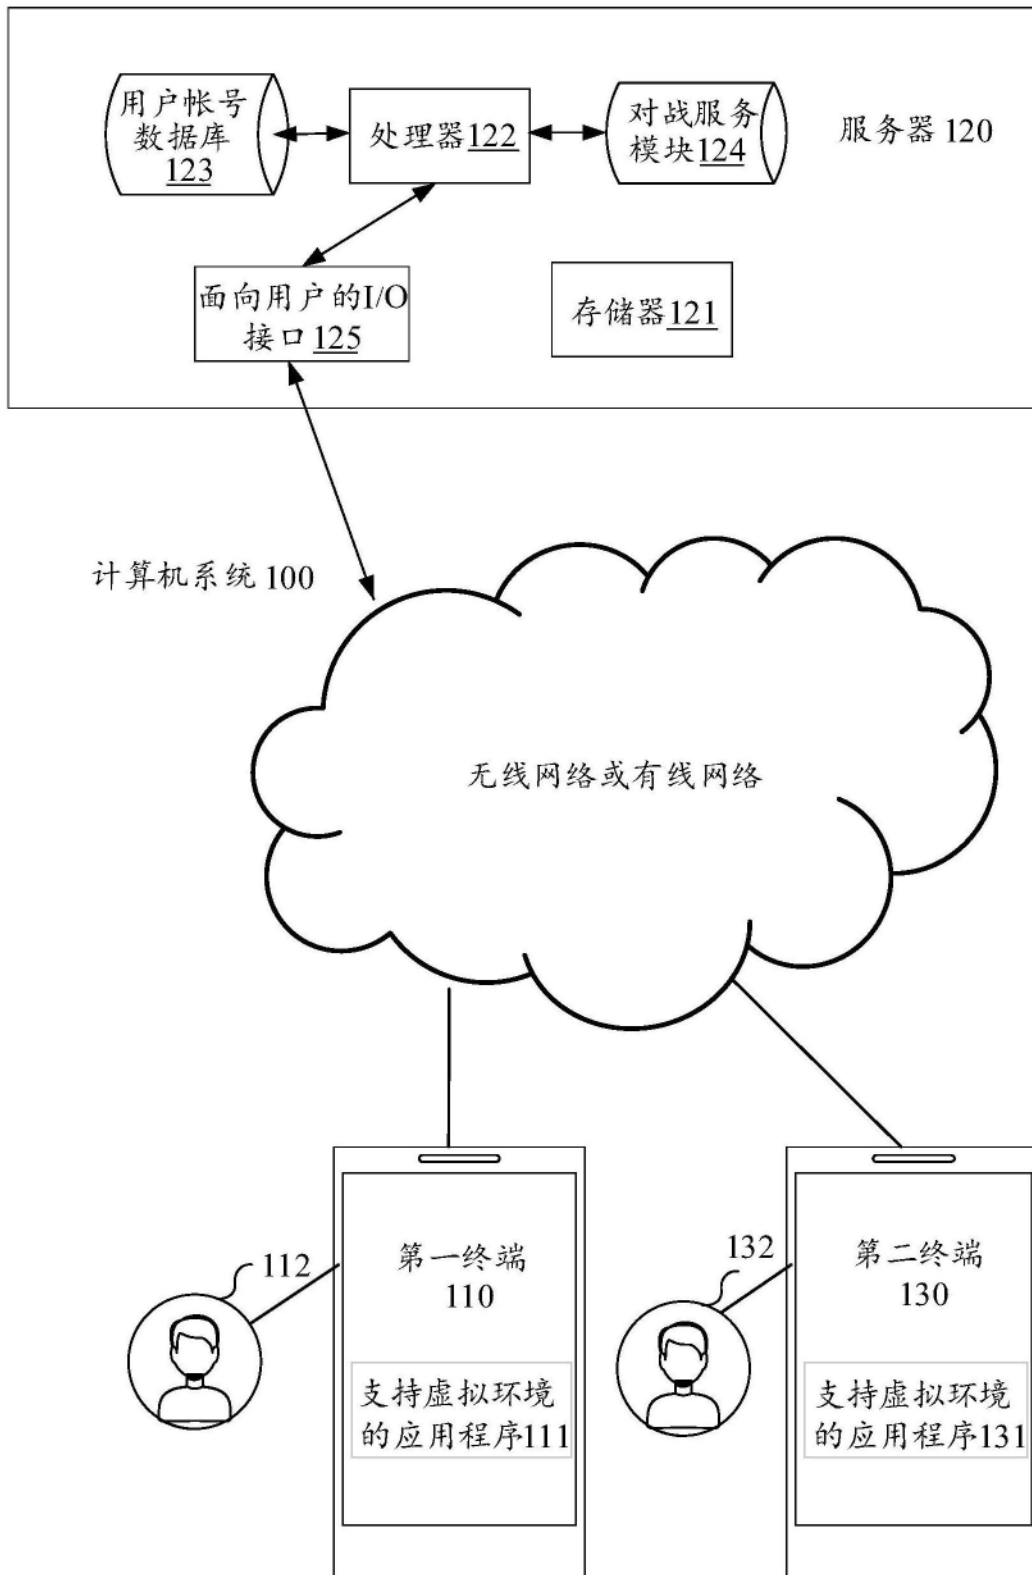 用户帐号
数据库
123
处理器122
对战服务
模块124
服务器 120
面向用户的I/O
接口 125
存储器121
计算机系统 100
无线网络或有线网络
112
第一终端
110
支持虚拟环境
的应用程序111
132
第二终端
130
支持虚拟环境
的应用程序131